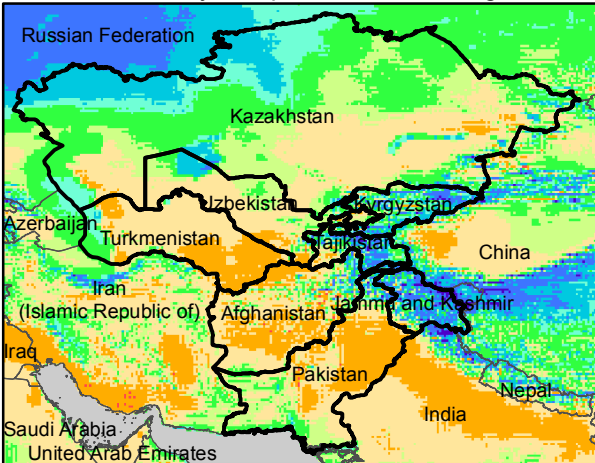 Russian Federation
Kazakhstan
Uzbekistan
Kyrgyzstan
Azerbaijan
Turkmenistan
Tajikistan
China
Iran
(Islamic Republic of)
Afghanistan
Jammu and Kashmir
Iraq
Pakistan
Nepal
India
Saudi Arabia
United Arab Emirates